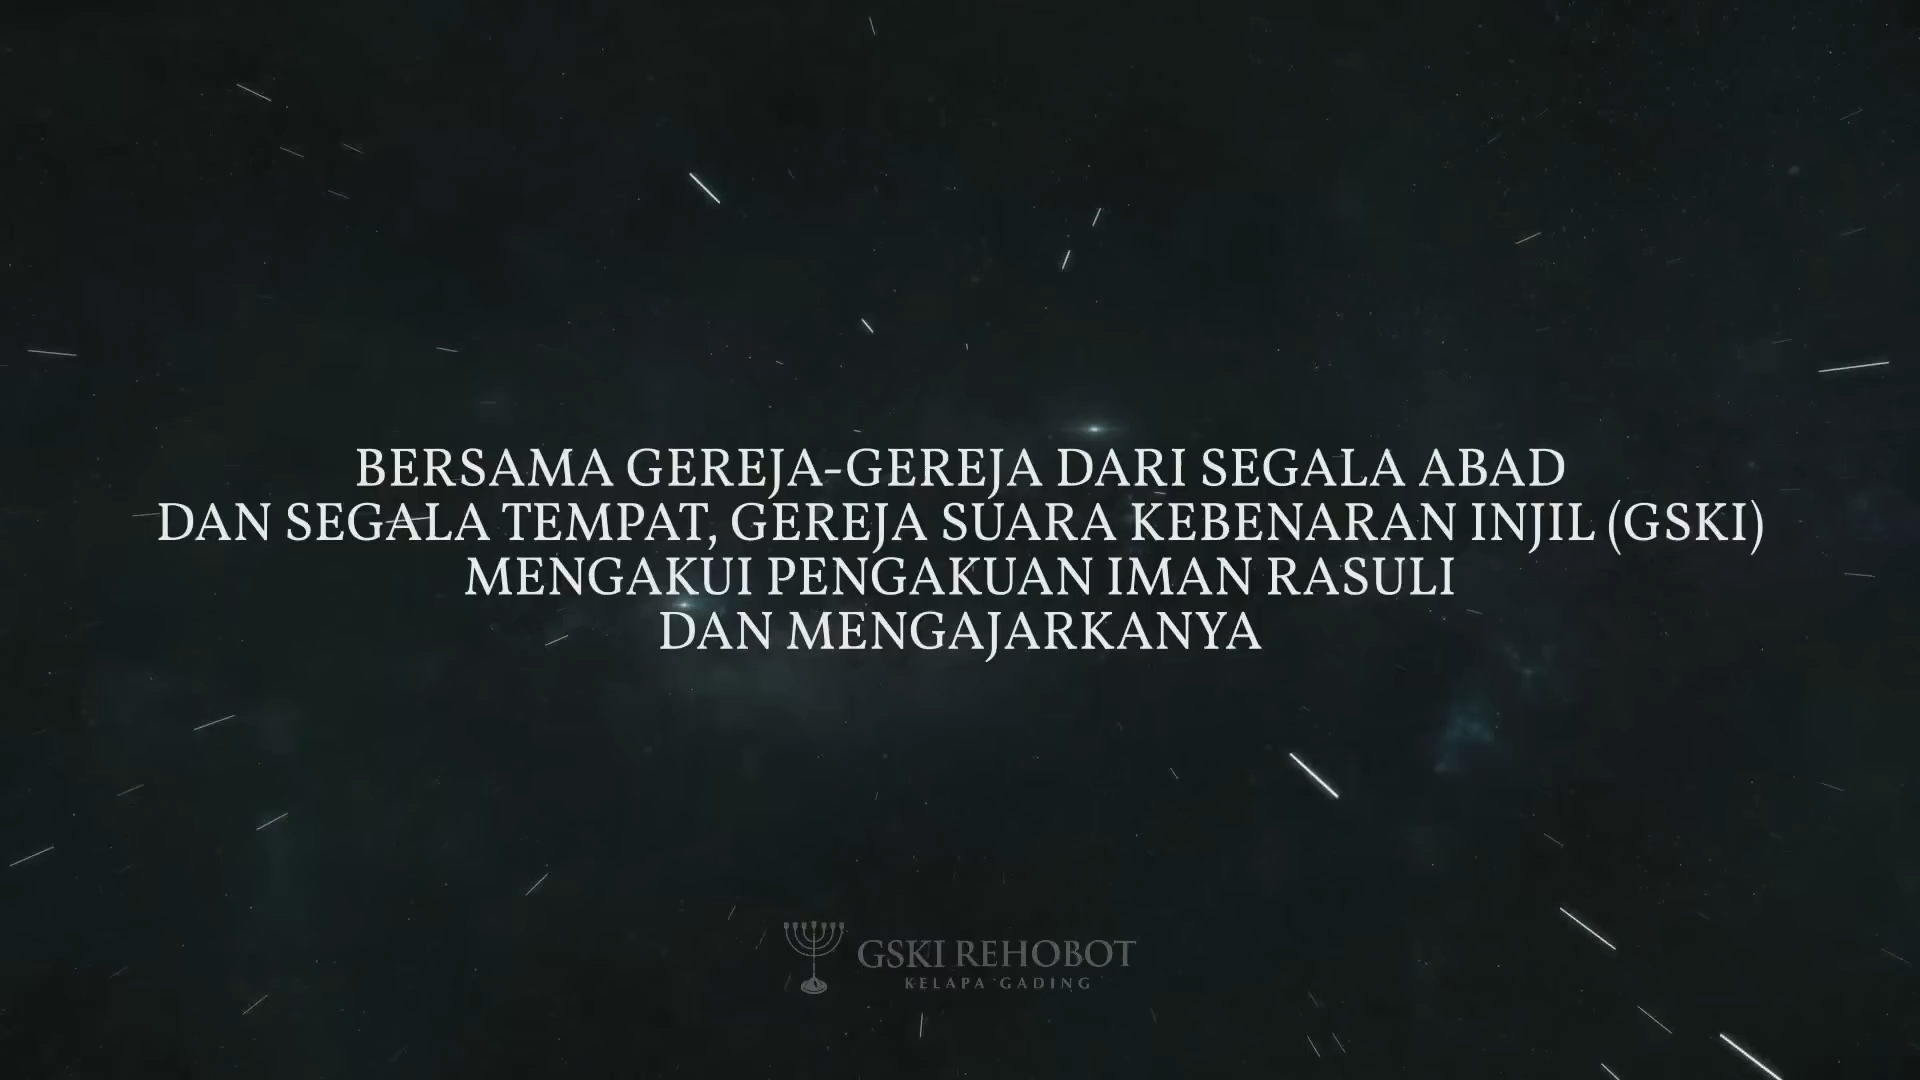 BERSAMA GEREJA-GEREJA DARI SEGALA ABAD
DAN SEGALA TEMPAT, GEREJA SUARA KEBENARAN INJIL (GSKI)
MENGAKUI PENGAKUAN IMAN RASULI
DAN MENGAJARKANYA
GSKI REHOBOT
KELAPA GADING